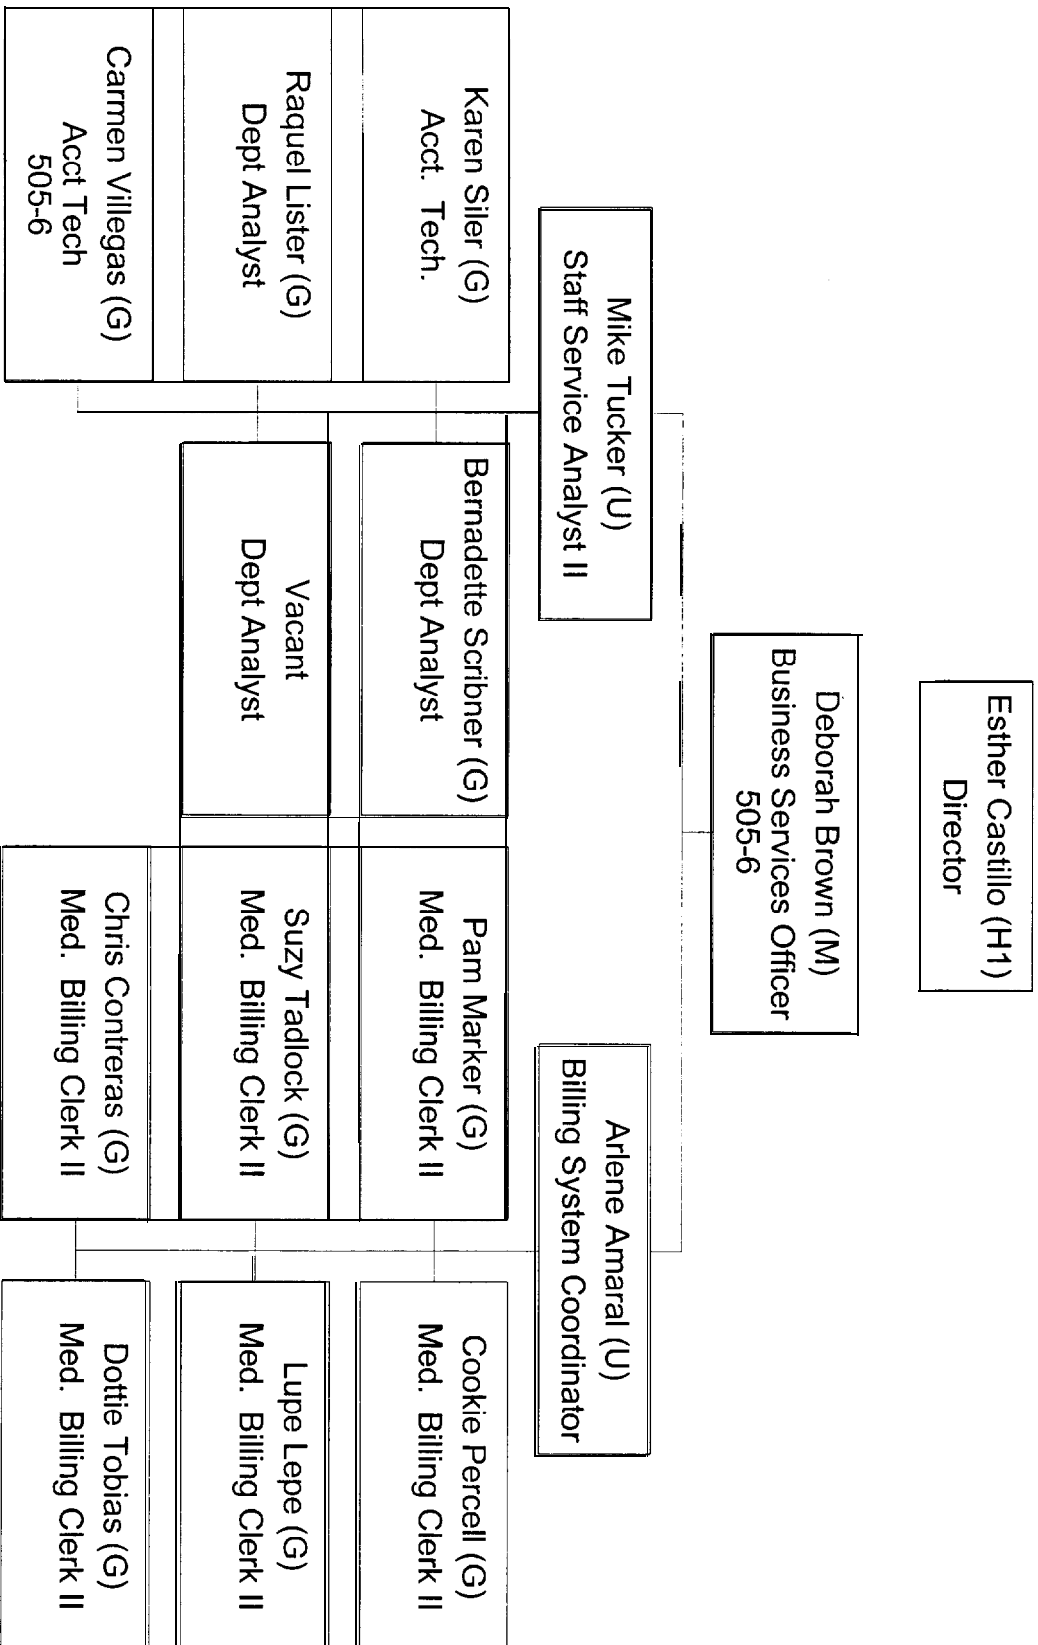 Esther Castillo (H1)
Director
Deborah Brown (M)
Business Services Officer
505-6
Mike Tucker (U)
Staff Service Analyst II
Arlene Amaral (U)
Billing System Coordinator
Karen Siler (G)
Acct. Tech.
Bernadette Scribner (G)
Dept Analyst
Pam Marker (G)
Med. Billing Clerk II
Cookie Percell (G)
Med. Billing Clerk II
Raquel Lister (G)
Dept Analyst
Vacant
Dept Analyst
Suzy Tadlock (G)
Med. Billing Clerk II
Lupe Lepe (G)
Med. Billing Clerk II
Carmen Villegas (G)
Acct Tech
505-6
Chris Contreras (G)
Med. Billing Clerk II
Dottie Tobias (G)
Med. Billing Clerk II